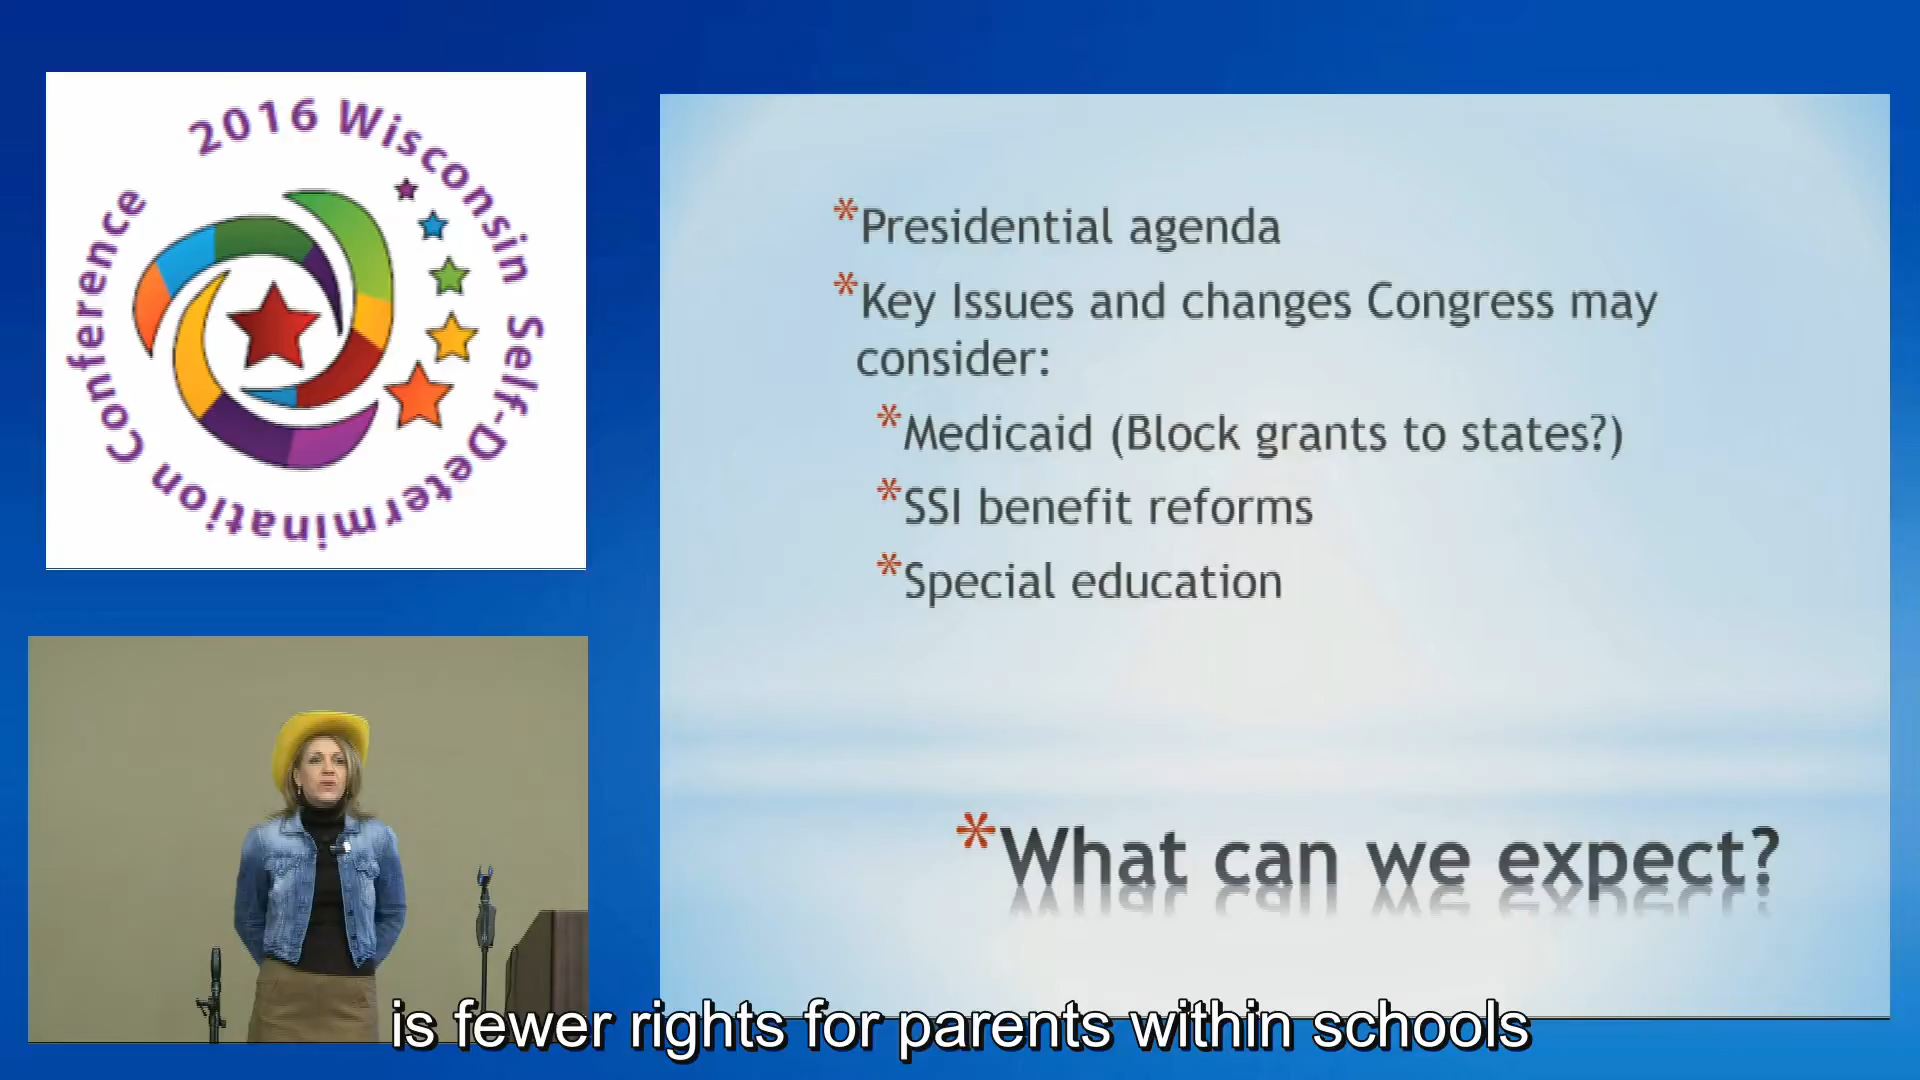 2016 Wisconsin Self-Determination Conference
*Presidential agenda
*Key Issues and changes Congress may
consider:
*Medicaid (Block grants to states?)
*SSI benefit reforms
*Special education
*What can we expect?
is fewer rights for parents within schools